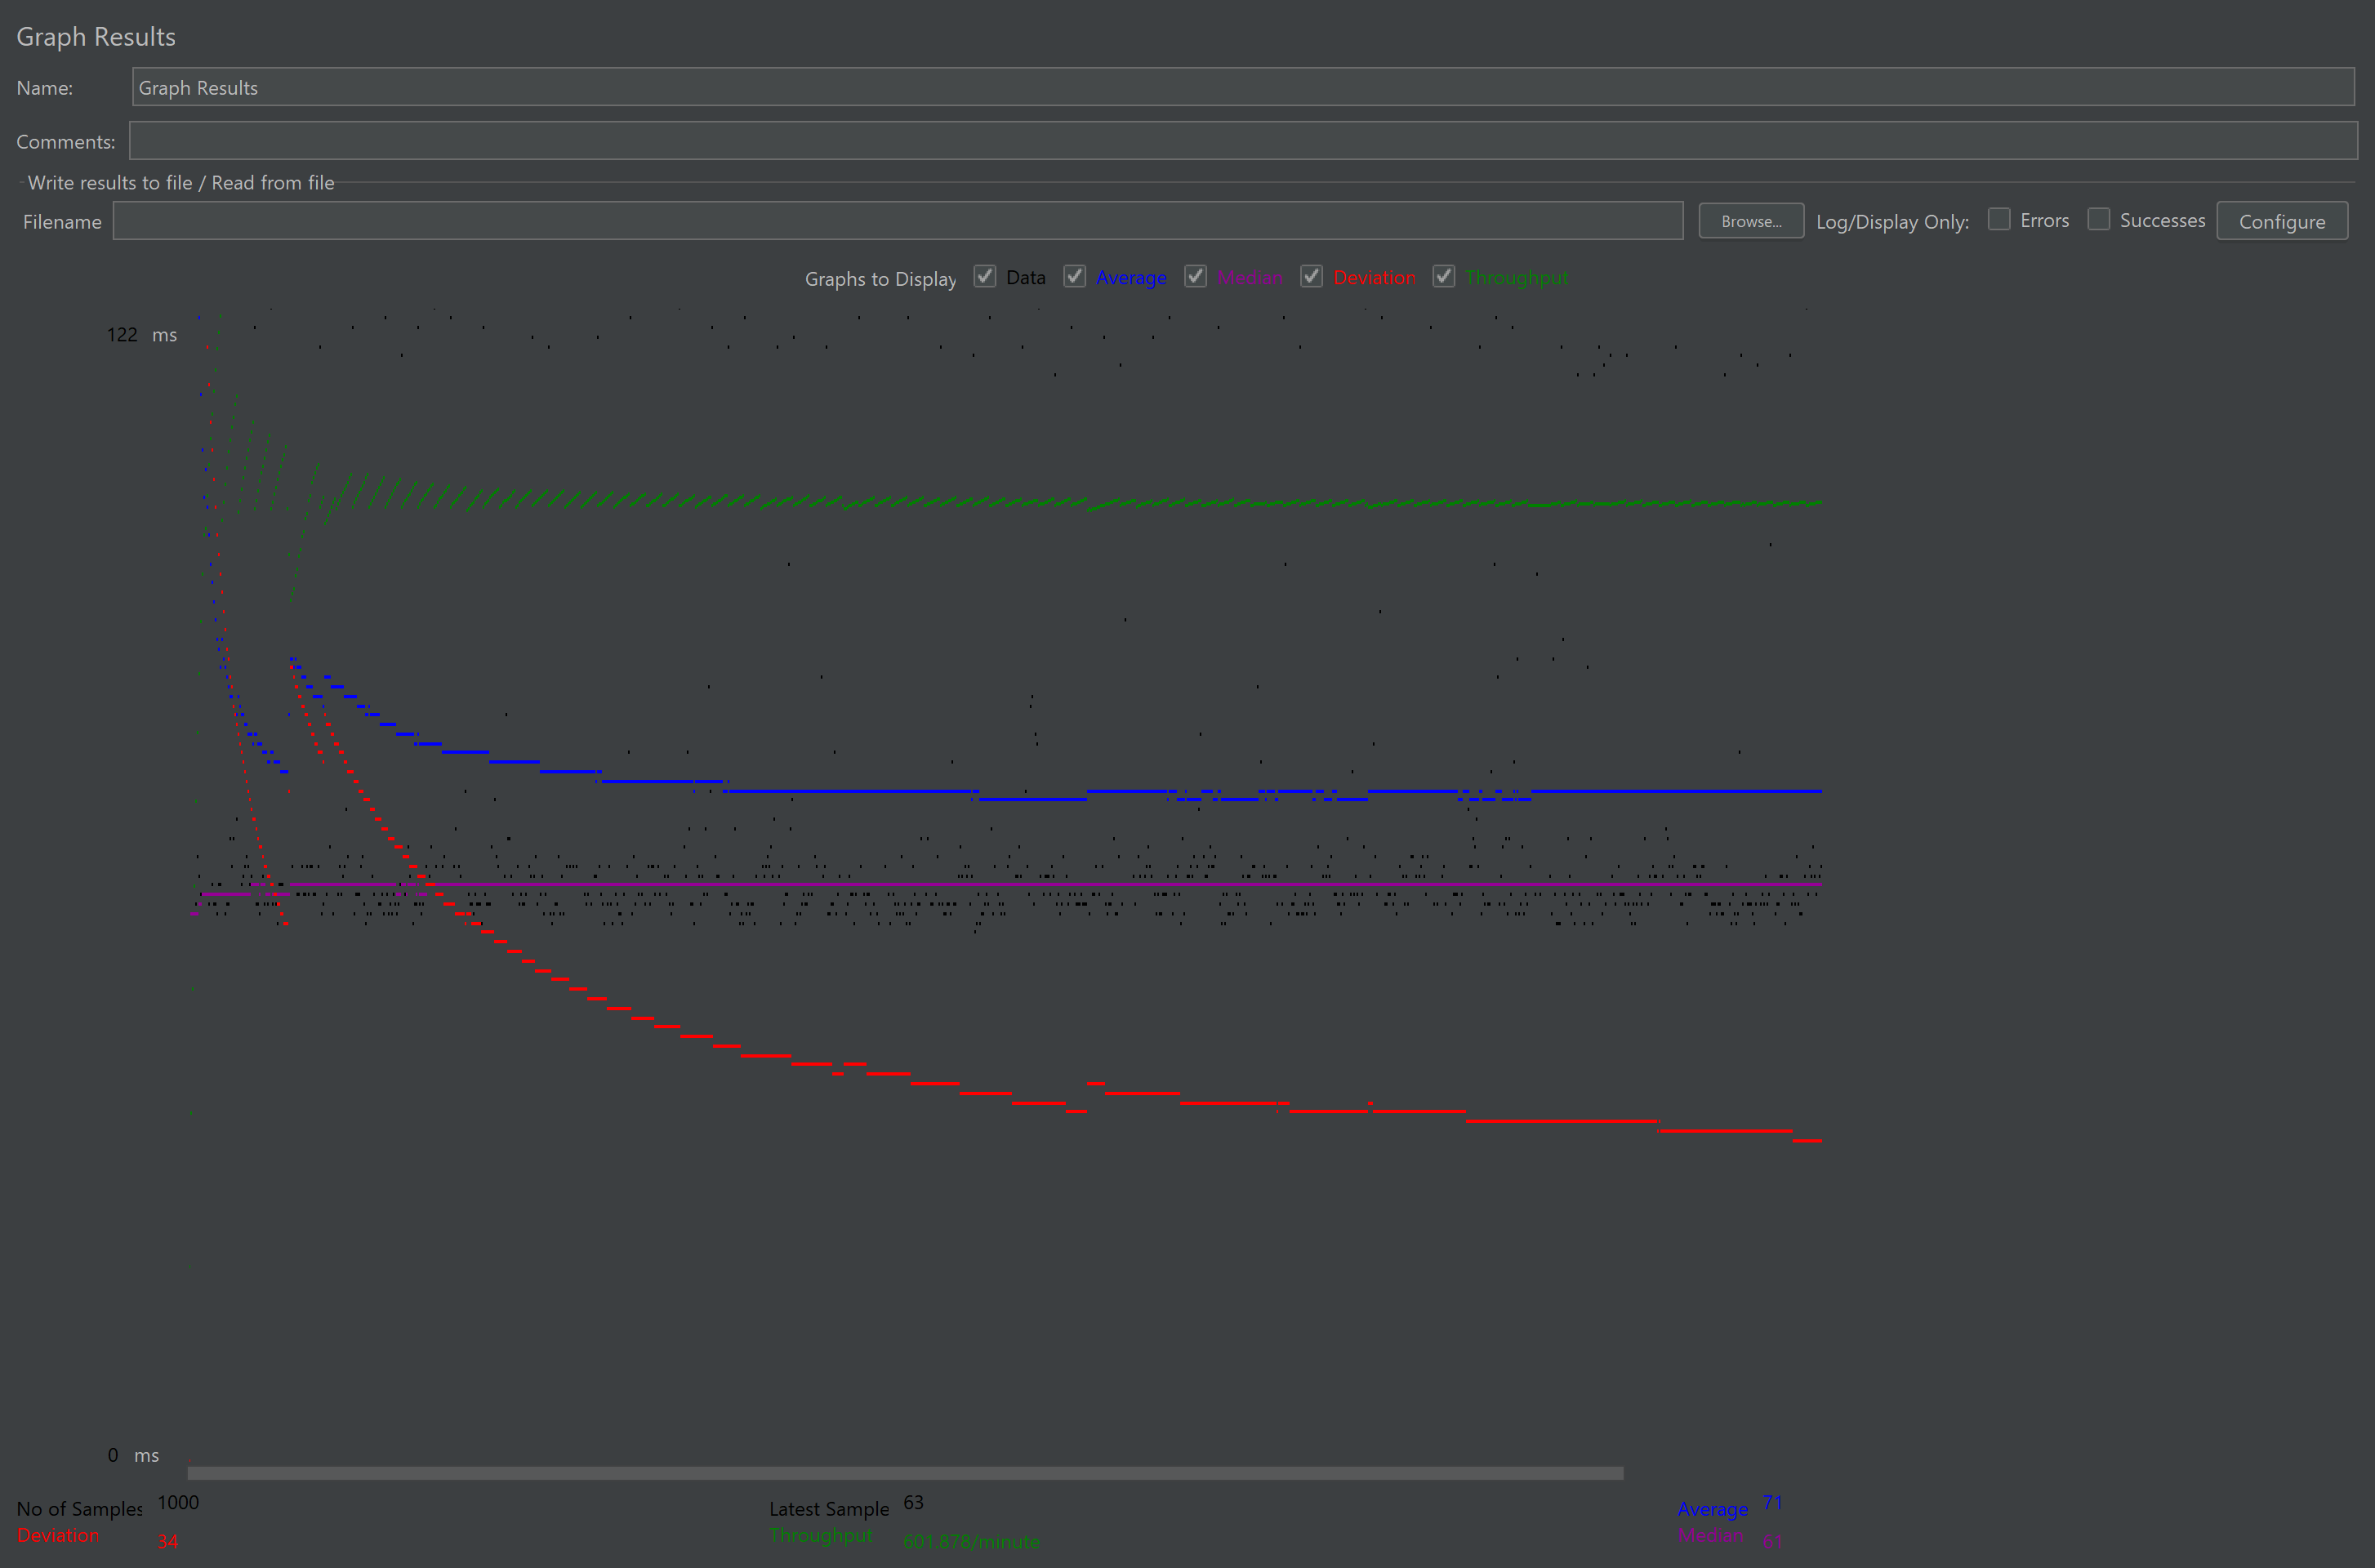 Graph Results
Name: Graph Results
Comments:
Write results to file / Read from file
Filename Browse... Log/Display Only: Errors Successes Configure
Graphs to Display Data Average Median Deviation Throughput
122 ms
0 ms
No of Samples 1000 Latest Sample 63 Average 71
Deviation 34 Throughput 601.878/minute Median 61